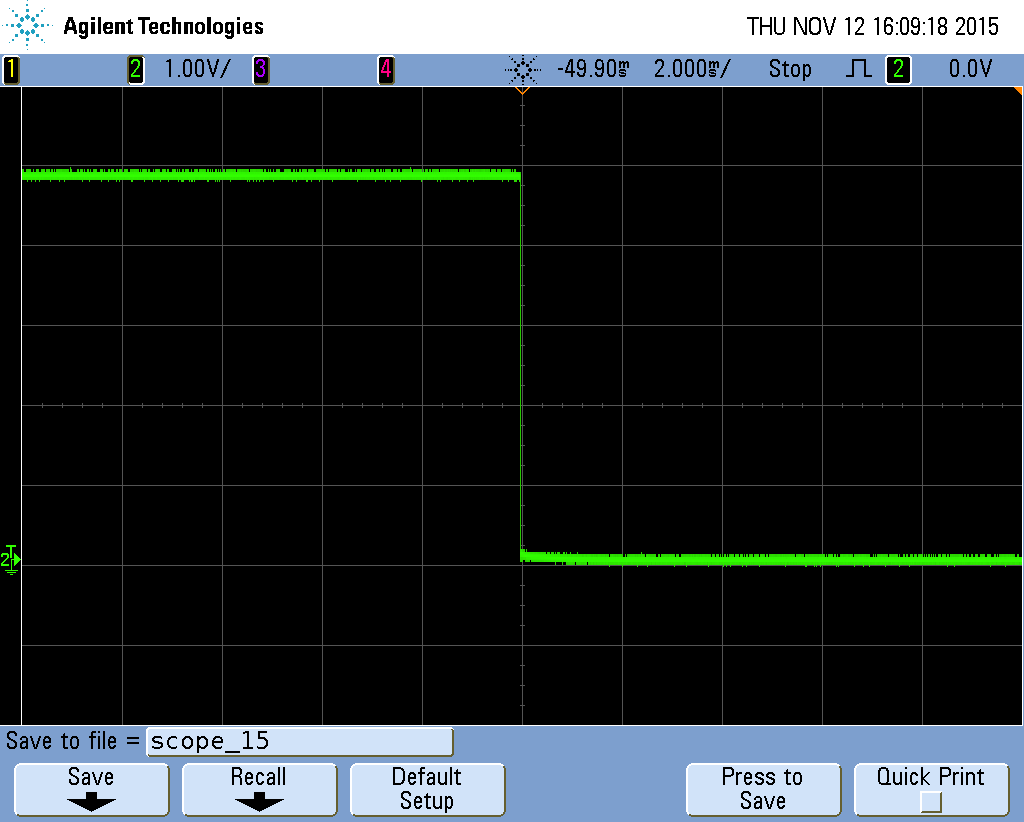 Agilent Technologies THU NOV 12 16:09:18 2015
1 2 1.00V/ 3 4 -49.90ms 2.000ms/ Stop 2 0.0V
2
Save to file = scope_15
Save Recall Default Setup Press to Save Quick Print